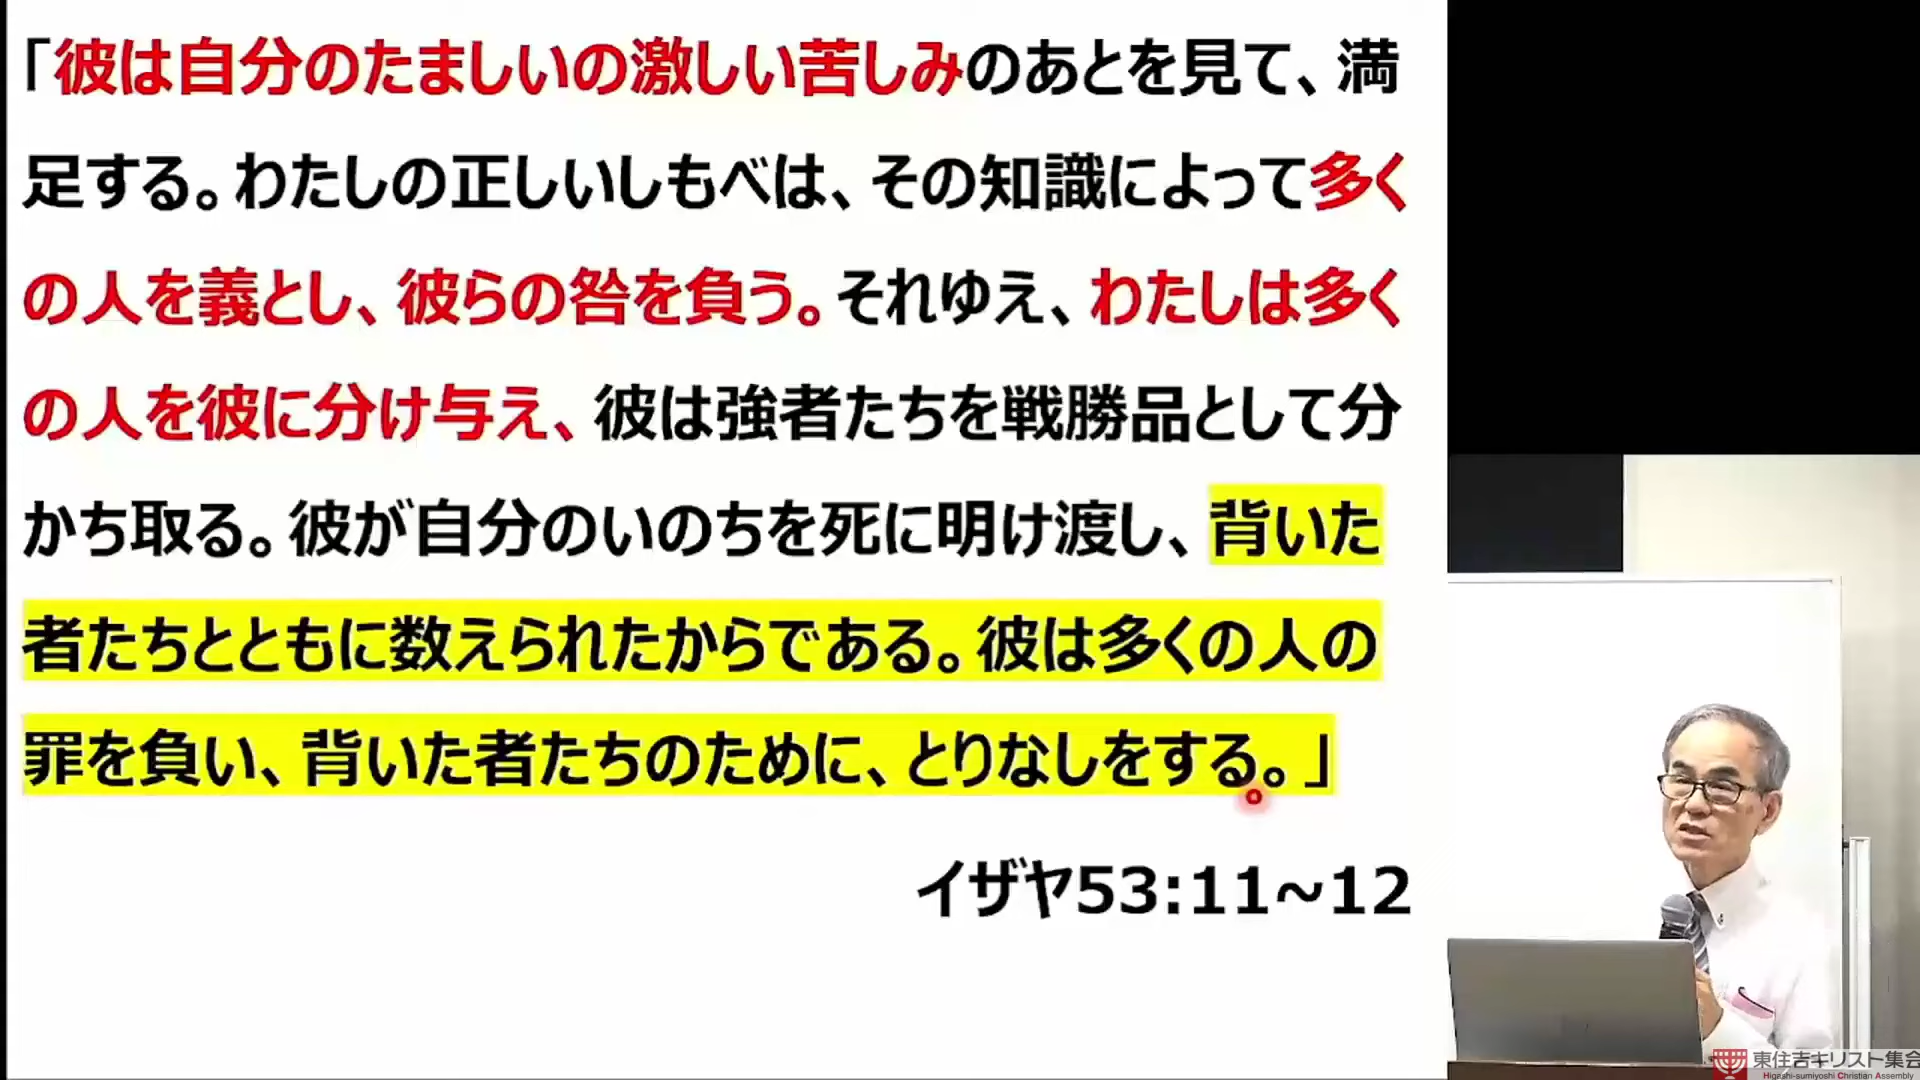 「彼は自分のたましいの激しい苦しみのあとを見て、満
足する。わたしの正しいしもべは、その知識によって多く
の人を義とし、彼らの咎を負う。それゆえ、わたしは多く
の人を彼に分け与え、彼は強者たちを戦勝品として分
かち取る。彼が自分のいのちを死に明け渡し、背いた
者たちとともに数えられたからである。彼は多くの人の
罪を負い、背いた者たちのために、とりなしをする。」
イザヤ53:11~12
東住吉キリスト集会
Higashi-sumiyoshi Christian Assembly